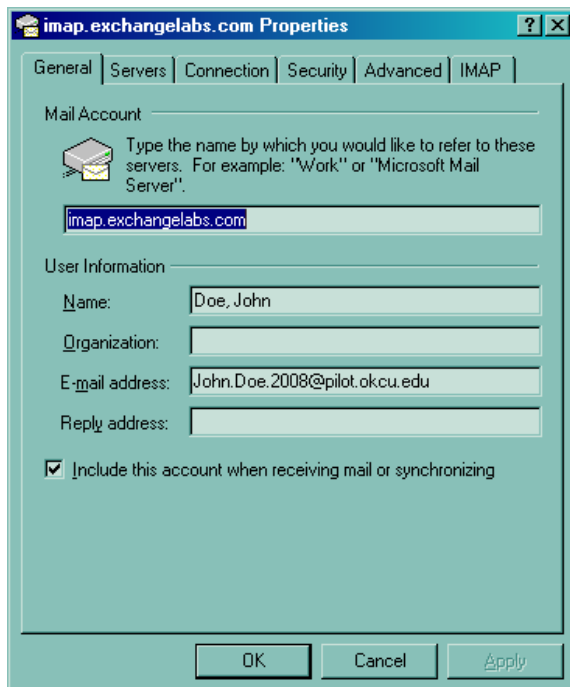 imap.exchangelabs.com Properties
General Servers Connection Security Advanced IMAP
Mail Account
Type the name by which you would like to refer to these
servers. For example: "Work" or "Microsoft Mail
Server".
imap.exchangelabs.com
User Information
Name: Doe, John
Organization:
E-mail address: John.Doe.2008@pilot.okcu.edu
Reply address:
Include this account when receiving mail or synchronizing
OK Cancel Apply